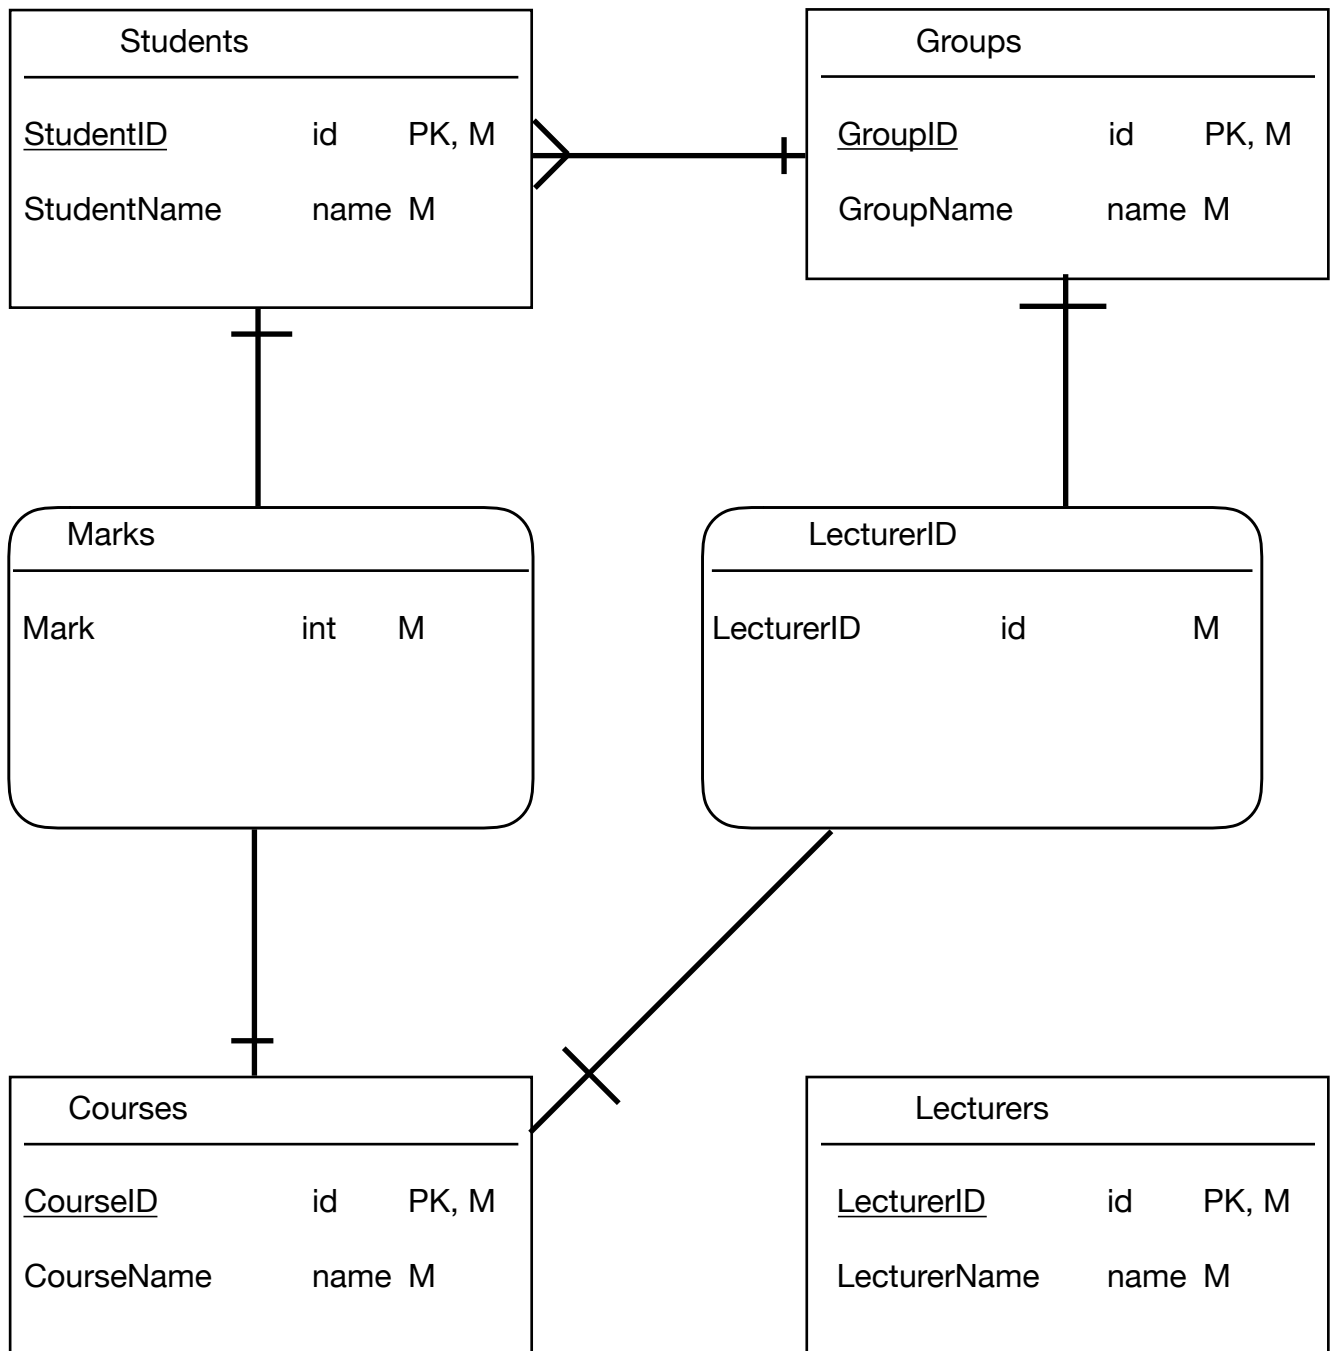 Students
StudentID id PK, M
StudentName name M
Groups
GroupID id PK, M
GroupName name M
Marks
Mark int M
LecturerID
LecturerID id M
Courses
CourseID id PK, M
CourseName name M
Lecturers
LecturerID id PK, M
LecturerName name M